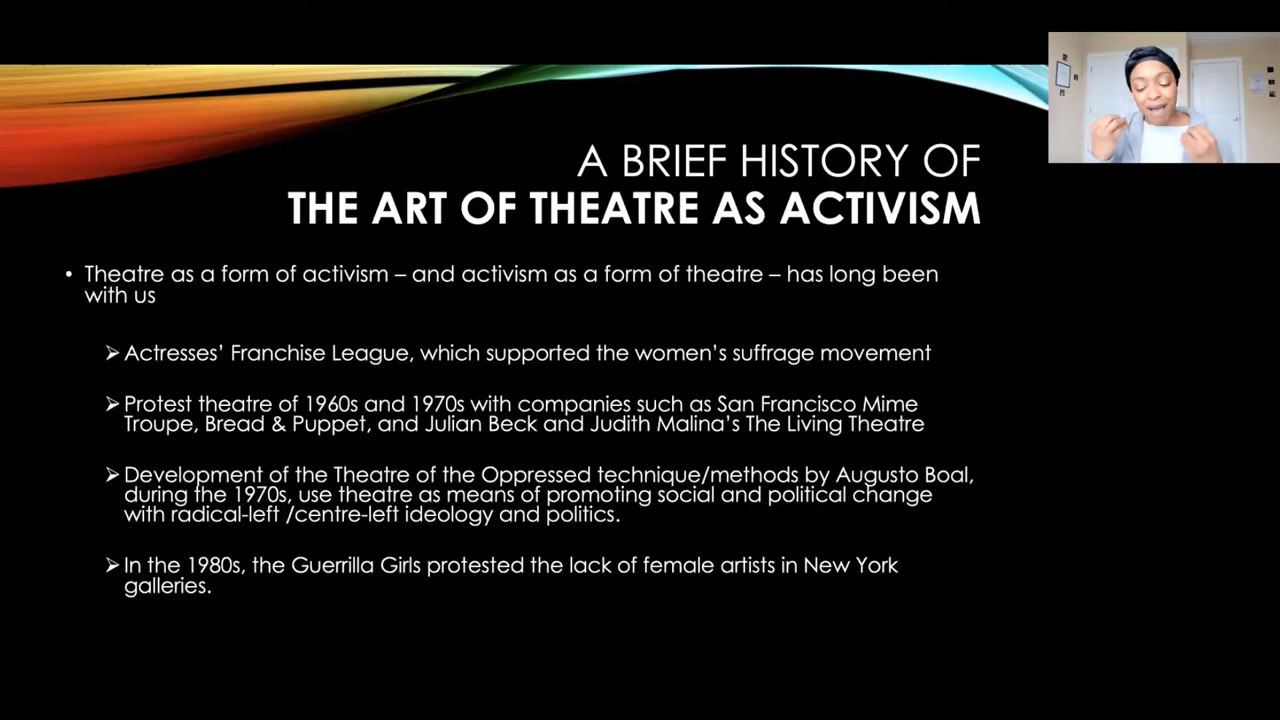 A BRIEF HISTORY OF
THE ART OF THEATRE AS ACTIVISM
• Theatre as a form of activism – and activism as a form of theatre – has long been
with us
➢ Actresses’ Franchise League, which supported the women’s suffrage movement
➢ Protest theatre of 1960s and 1970s with companies such as San Francisco Mime
Troupe, Bread & Puppet, and Julian Beck and Judith Malina’s The Living Theatre
➢ Development of the Theatre of the Oppressed technique/methods by Augusto Boal,
during the 1970s, use theatre as means of promoting social and political change
with radical-left /centre-left ideology and politics.
➢ In the 1980s, the Guerrilla Girls protested the lack of female artists in New York
galleries.